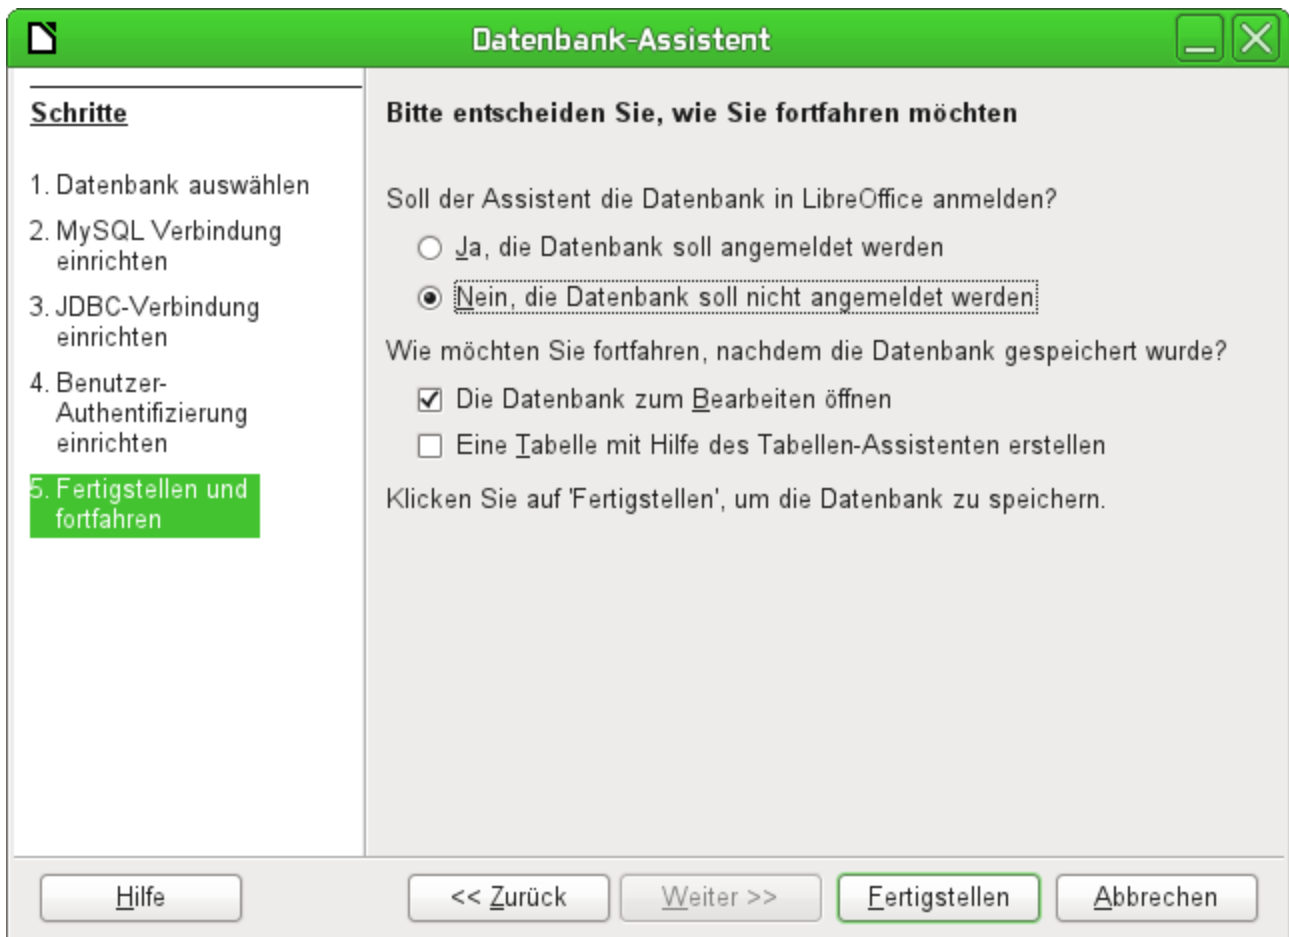 Datenbank-Assistent
Schritte
1. Datenbank auswählen
2. MySQL Verbindung
einrichten
3. JDBC-Verbindung
einrichten
4. Benutzer-
Authentifizierung
einrichten
5. Fertigstellen und
fortfahren
Bitte entscheiden Sie, wie Sie fortfahren möchten
Soll der Assistent die Datenbank in LibreOffice anmelden?
Ja, die Datenbank soll angemeldet werden
Nein, die Datenbank soll nicht angemeldet werden
Wie möchten Sie fortfahren, nachdem die Datenbank gespeichert wurde?
Die Datenbank zum Bearbeiten öffnen
Eine Tabelle mit Hilfe des Tabellen-Assistenten erstellen
Klicken Sie auf 'Fertigstellen', um die Datenbank zu speichern.
Hilfe
<< Zurück
Weiter >>
Fertigstellen
Abbrechen